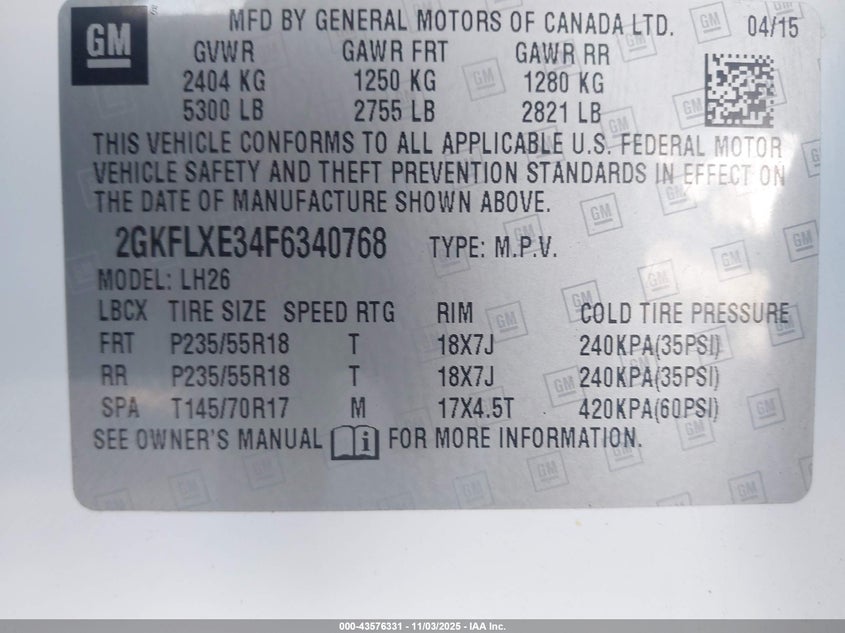 GM
MFD BY GENERAL MOTORS OF CANADA LTD. 04/15
GVWR GAWR FRT GAWR RR
2404 KG 1250 KG 1280 KG
5300 LB 2755 LB 2821 LB
THIS VEHICLE CONFORMS TO ALL APPLICABLE U.S. FEDERAL MOTOR
VEHICLE SAFETY AND THEFT PREVENTION STANDARDS IN EFFECT ON
THE DATE OF MANUFACTURE SHOWN ABOVE.
2GKFLXE34F6340768 TYPE: M.P.V.
MODEL: LH26
LBCX TIRE SIZE SPEED RTG RIM COLD TIRE PRESSURE
FRT P235/55R18 T 18X7J 240KPA(35PSI)
RR P235/55R18 T 18X7J 240KPA(35PSI)
SPA T145/70R17 M 17X4.5T 420KPA(60PSI)
SEE OWNER'S MANUAL i FOR MORE INFORMATION.
000-43576331 - 11/03/2025 - IAA Inc.